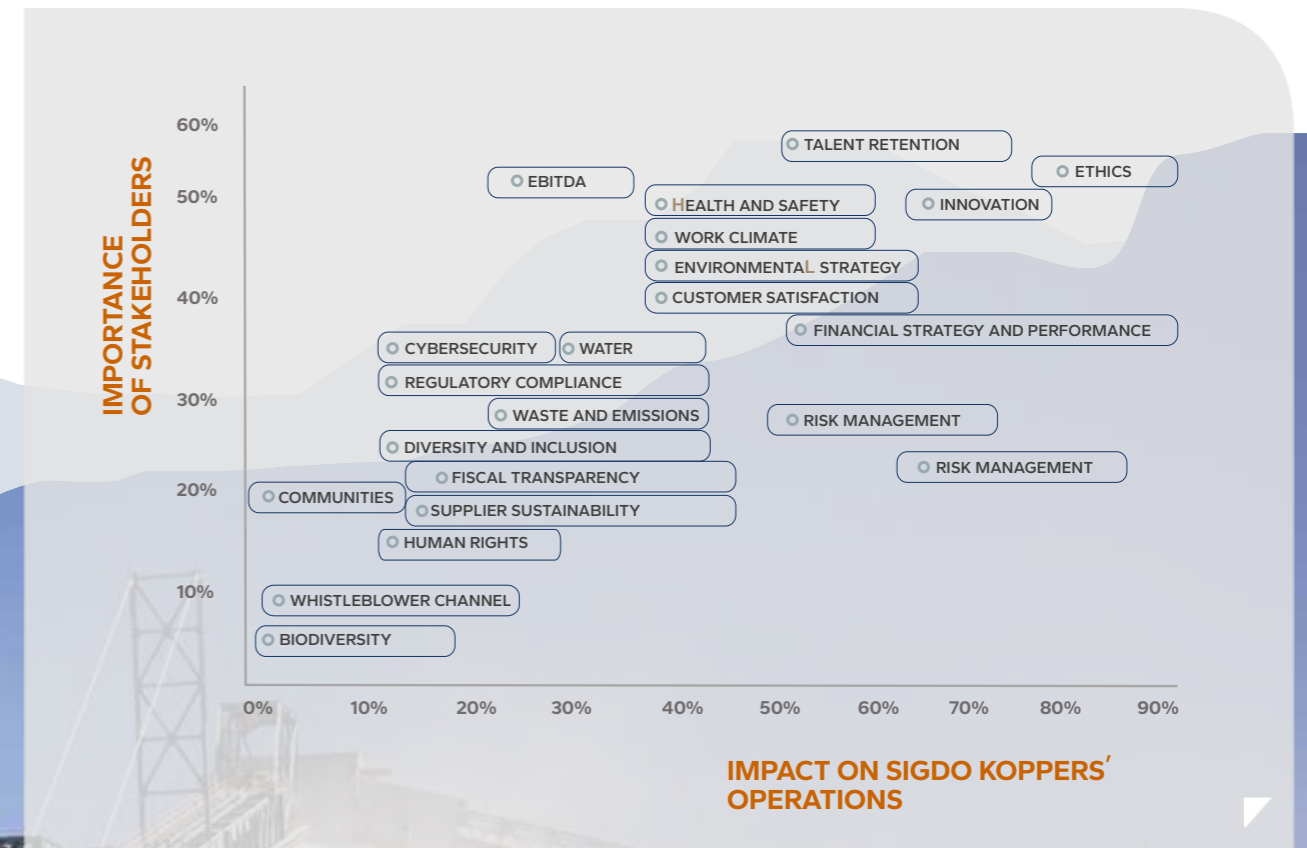 IMPORTANCE
OF STAKEHOLDERS
60%
50%
40%
30%
20%
10%
TALENT RETENTION
ETHICS
EBITDA
HEALTH AND SAFETY
INNOVATION
WORK CLIMATE
ENVIRONMENTAL STRATEGY
CUSTOMER SATISFACTION
FINANCIAL STRATEGY AND PERFORMANCE
CYBERSECURITY
WATER
REGULATORY COMPLIANCE
WASTE AND EMISSIONS
RISK MANAGEMENT
DIVERSITY AND INCLUSION
RISK MANAGEMENT
FISCAL TRANSPARENCY
COMMUNITIES
SUPPLIER SUSTAINABILITY
HUMAN RIGHTS
WHISTLEBLOWER CHANNEL
BIODIVERSITY
0% 10% 20% 30% 40% 50% 60% 70% 80% 90%
IMPACT ON SIGDO KOPPERS’
OPERATIONS